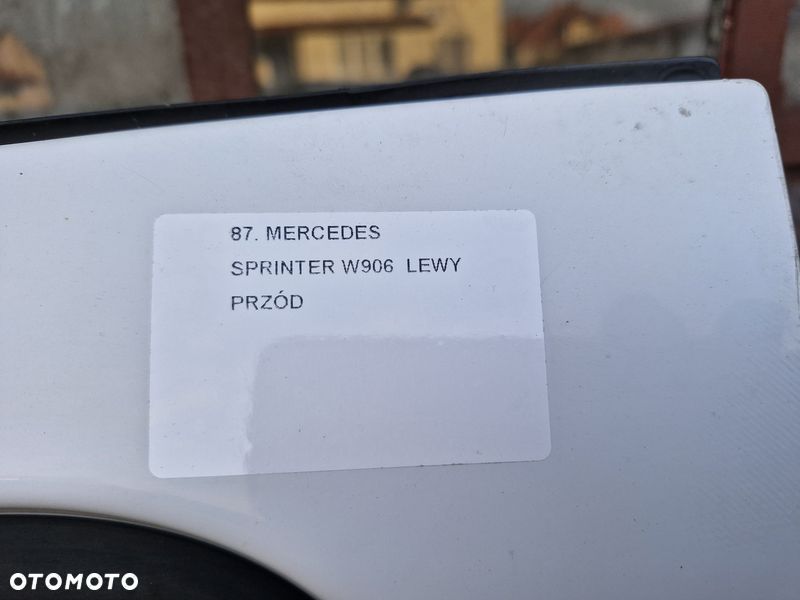 87. MERCEDES
SPRINTER W906 LEWY
PRZÓD
OTOMOTO